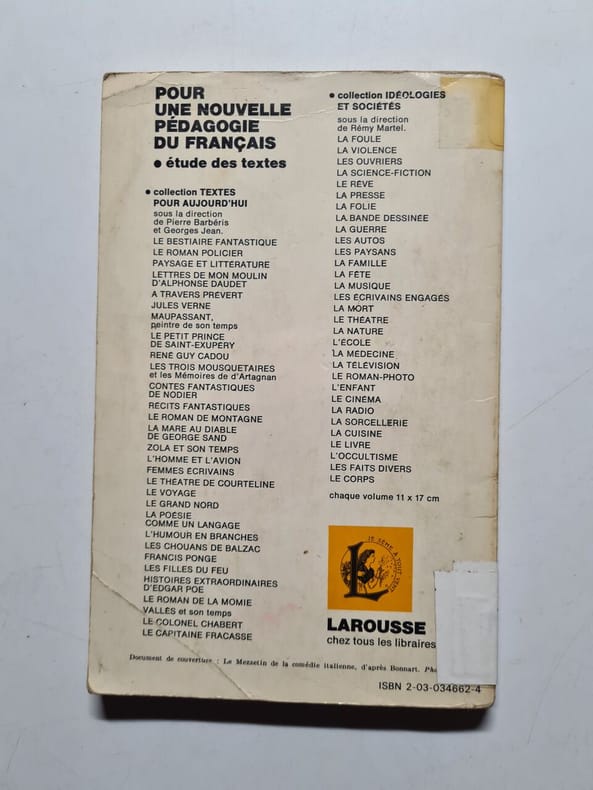 POUR
UNE NOUVELLE
PÉDAGOGIE
DU FRANÇAIS
● étude des textes
● collection TEXTES
POUR AUJOURD'HUI
sous la direction
de Pierre Barbéris
et Georges Jean.
LE BESTIAIRE FANTASTIQUE
LE ROMAN POLICIER
PAYSAGE ET LITTÉRATURE
LETTRES DE MON MOULIN
D'ALPHONSE DAUDET
A TRAVERS PRÉVERT
JULES VERNE
MAUPASSANT,
peintre de son temps
LE PETIT PRINCE
DE SAINT-EXUPÉRY
RENÉ GUY CADOU
LES TROIS MOUSQUETAIRES
et les Mémoires de d'Artagnan
CONTES FANTASTIQUES
DE NODIER
RÉCITS FANTASTIQUES
LE ROMAN DE MONTAGNE
LA MARE AU DIABLE
DE GEORGE SAND
ZOLA ET SON TEMPS
L'HOMME ET L'AVION
FEMMES ÉCRIVAINS
LE THÉATRE DE COURTELINE
LE VOYAGE
LE GRAND NORD
LA POÉSIE
COMME UN LANGAGE
L'HUMOUR EN BRANCHES
LES CHOUANS DE BALZAC
FRANCIS PONGE
LES FILLES DU FEU
HISTOIRES EXTRAORDINAIRES
D'EDGAR POE
LE ROMAN DE LA MOMIE
VALLÈS et son temps
LE COLONEL CHABERT
LE CAPITAINE FRACASSE
● collection IDÉOLOGIES
ET SOCIÉTÉS
sous la direction
de Rémy Martel.
LA FOULE
LA VIOLENCE
LES OUVRIERS
LA SCIENCE-FICTION
LE RÊVE
LA PRESSE
LA FOLIE
LA BANDE DESSINÉE
LA GUERRE
LES AUTOS
LES PAYSANS
LA FAMILLE
LA FÊTE
LA MUSIQUE
LES ÉCRIVAINS ENGAGÉS
LA MORT
LE THÉATRE
LA NATURE
L'ÉCOLE
LA MÉDECINE
LA TÉLÉVISION
LE ROMAN-PHOTO
L'ENFANT
LE CINÉMA
LA RADIO
LA SORCELLERIE
LA CUISINE
LE LIVRE
L'OCCULTISME
LES FAITS DIVERS
LE CORPS
chaque volume 11 x 17 cm
JE SÈME A TOUT VENT
L
LAROUSSE
chez tous les libraires
Document de couverture : Le Mezzetin de la comédie italienne, d'après Bonnart.
ISBN 2-03-034662-4